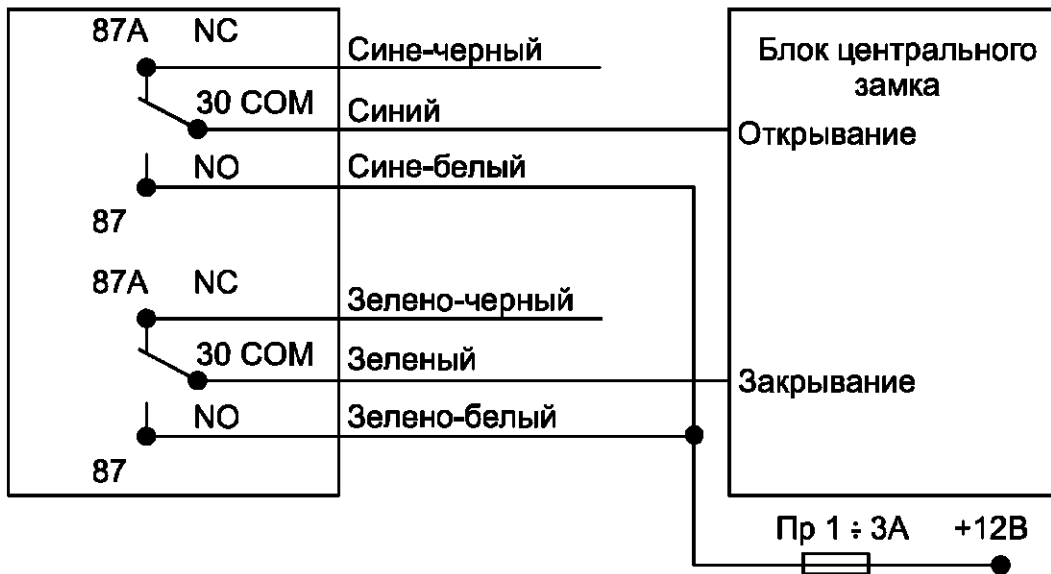 87A NC
Сине-черный
30 COM
Синий
NO
Сине-белый
87
87A NC
Зелено-черный
30 COM
Зеленый
NO
Зелено-белый
87
Блок центрального
замка
Открывание
Закрывание
Пр 1 ÷ 3А +12В